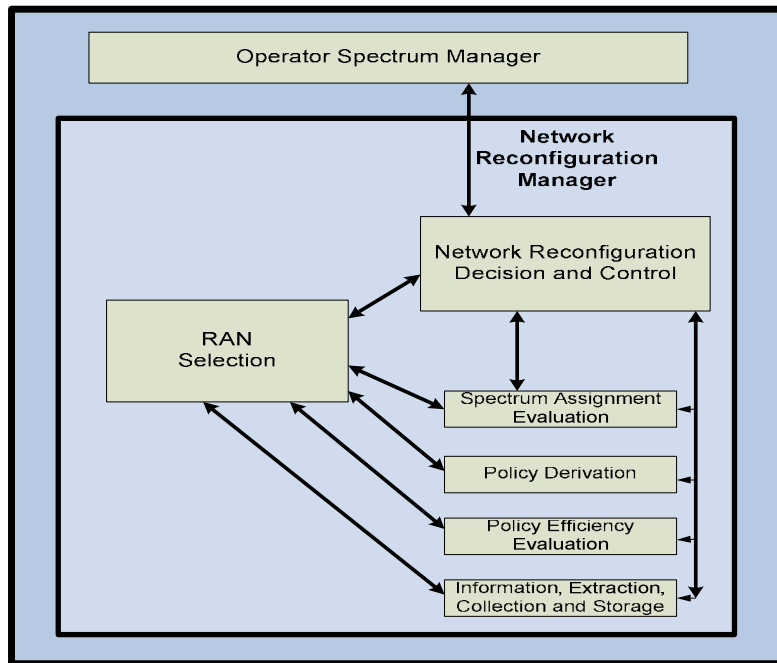 Operator Spectrum Manager
Network
Reconfiguration
Manager
Network Reconfiguration
Decision and Control
RAN
Selection
Spectrum Assignment
Evaluation
Policy Derivation
Policy Efficiency
Evaluation
Information, Extraction,
Collection and Storage